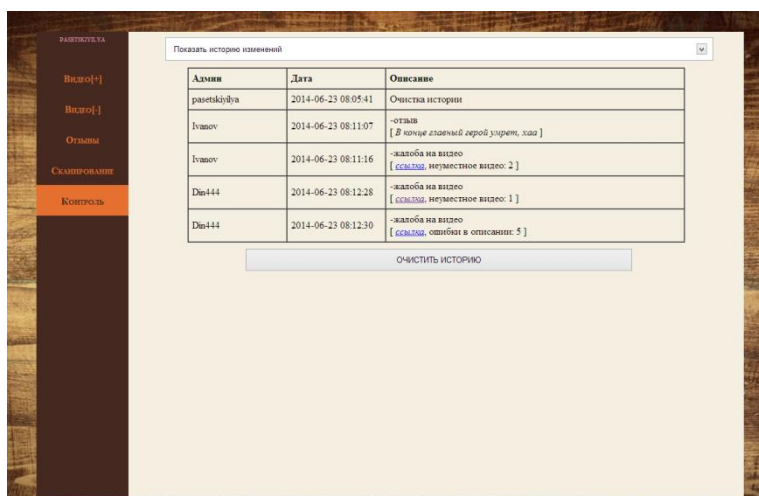 PASETSKIYILYA
Показать историю изменений
Видео[+]
Видео[-]
Отзывы
Сканирование
Контроль
Админ Дата Описание
pasetskiyilya 2014-06-23 08:05:41 Очистка истории
Ivanov 2014-06-23 08:11:07 -отзыв
[ В конце главный герой умрет, хаа ]
Ivanov 2014-06-23 08:11:16 -жалоба на видео
[ ссылка, неуместное видео: 2 ]
Din444 2014-06-23 08:12:28 -жалоба на видео
[ ссылка, неуместное видео: 1 ]
Din444 2014-06-23 08:12:30 -жалоба на видео
[ ссылка, ошибки в описании: 5 ]
ОЧИСТИТЬ ИСТОРИЮ